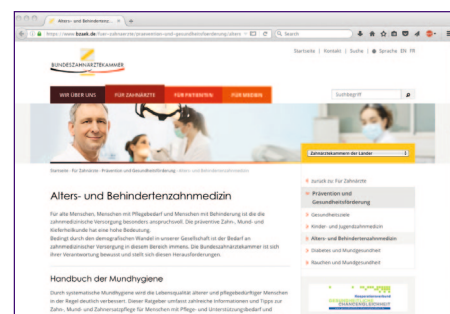 Alters- und Behindertenz...
https://www.bzaek.de/fuer-zahnaerzte/praevention-und-gesundheitsfoerderung/alters
Search
Startseite | Kontakt | Suche | Sprache EN FR
BUNDESZAHNÄRZTEKAMMER
WIR ÜBER UNS
FÜR ZAHNÄRZTE
FÜR PATIENTEN
FÜR MEDIEN
Suchbegriff
Zahnärztekammern der Länder
Startseite · Für Zahnärzte · Prävention und Gesundheitsförderung · Alters- und Behindertenzahnmedizin
Alters- und Behindertenzahnmedizin
Für alte Menschen, Menschen mit Pflegebedarf und Menschen mit Behinderung ist die die
zahnmedizinische Versorgung besonders anspruchsvoll. Die präventive Zahn-, Mund- und
Kieferheilkunde hat eine hohe Bedeutung.
Bedingt durch den demografischen Wandel in unserer Gesellschaft ist der Bedarf an
zahnmedizinischer Versorgung in diesem Bereich immens. Die Bundeszahnärztekammer ist sich
ihrer Verantwortung bewusst und stellt sich diesen Herausforderungen.
Handbuch der Mundhygiene
Durch systematische Mundhygiene wird die Lebensqualität älterer und pflegebedürftiger Menschen
in der Regel deutlich verbessern. Dieser Ratgeber umfasst zahlreiche Informationen und Tipps zur
Zahn-, Mund- und Zahnersatzpflege für Menschen mit Pflege- und Unterstützungsbedarf und
zurück zu: Für Zahnärzte
Prävention und
Gesundheitsförderung
Gesundheitsziele
Kinder- und Jugendzahnmedizin
Alters- und Behindertenzahnmedizin
Diabetes und Mundgesundheit
Rauchen und Mundgesundheit